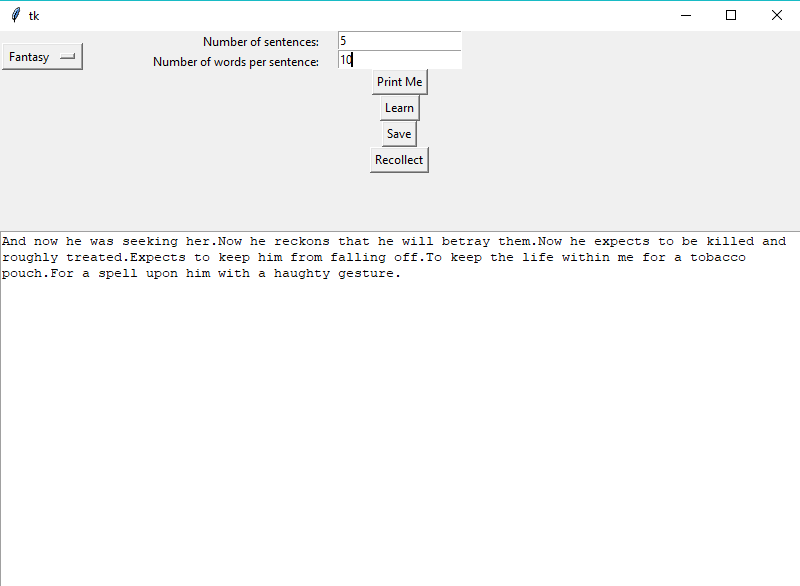 tk
Number of sentences: 5
Fantasy
Number of words per sentence: 10
Print Me
Learn
Save
Recollect
And now he was seeking her.Now he reckons that he will betray them.Now he expects to be killed and
roughly treated.Expects to keep him from falling off.To keep the life within me for a tobacco
pouch.For a spell upon him with a haughty gesture.